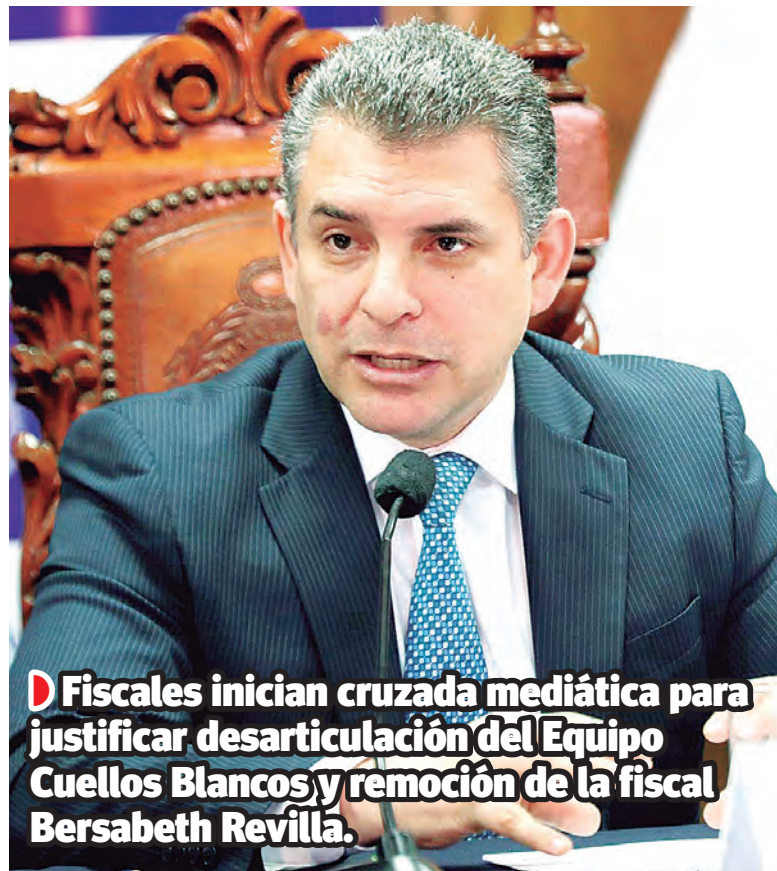 Fiscales inician cruzada mediática para
justificar desarticulación del Equipo
Cuellos Blancos y remoción de la fiscal
Bersabeth Revilla.